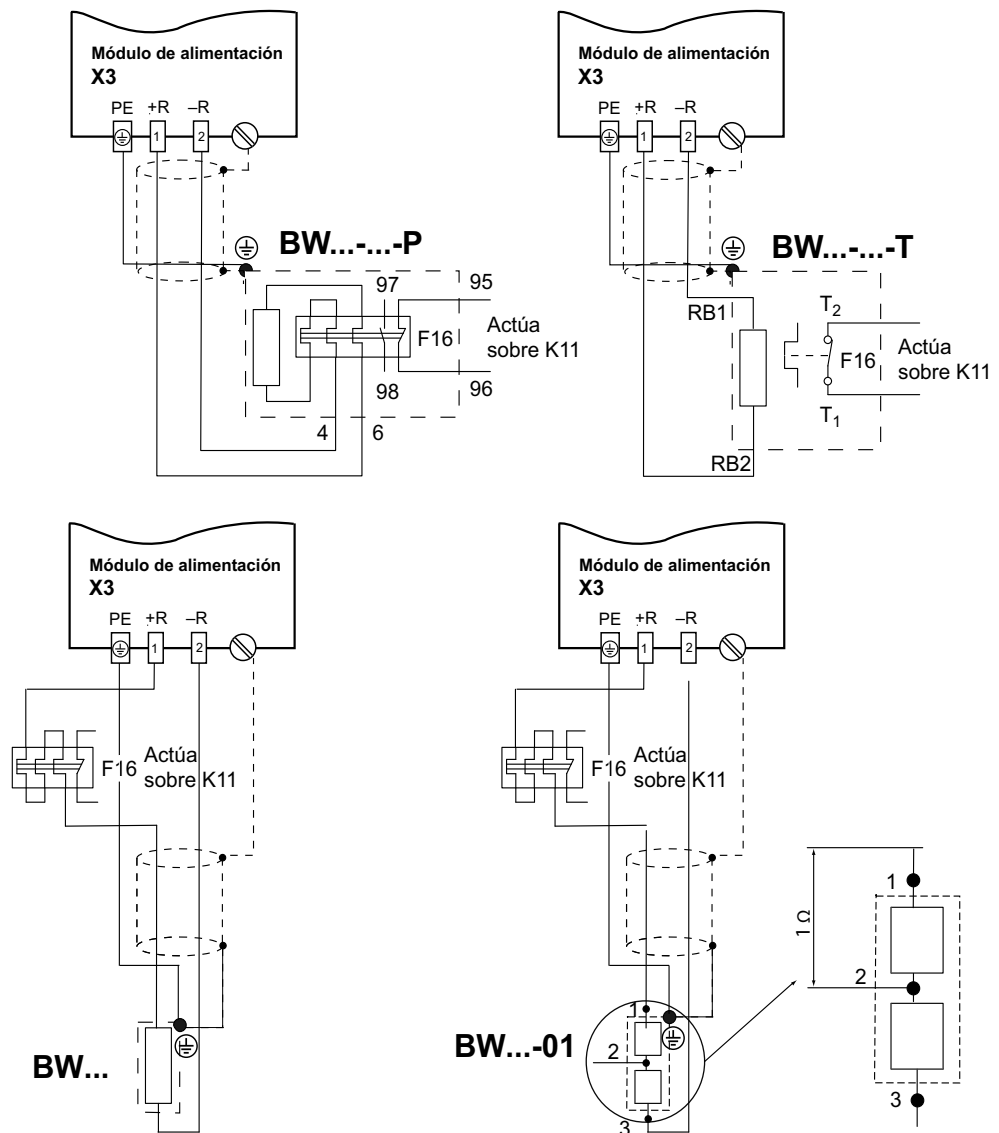 Módulo de alimentación
X3
PE +R –R
1 2
BW...-...-P
97 95
F16
Actúa
sobre K11
98 96
4 6
Módulo de alimentación
X3
PE +R –R
1 2
BW...-...-T
RB1
T2
F16
Actúa
sobre K11
T1
RB2
Módulo de alimentación
X3
PE +R –R
1 2
F16
Actúa
sobre K11
BW...
Módulo de alimentación
X3
PE +R –R
1 2
F16
Actúa
sobre K11
BW...-01
1
2
3
1 Ω
1
2
3